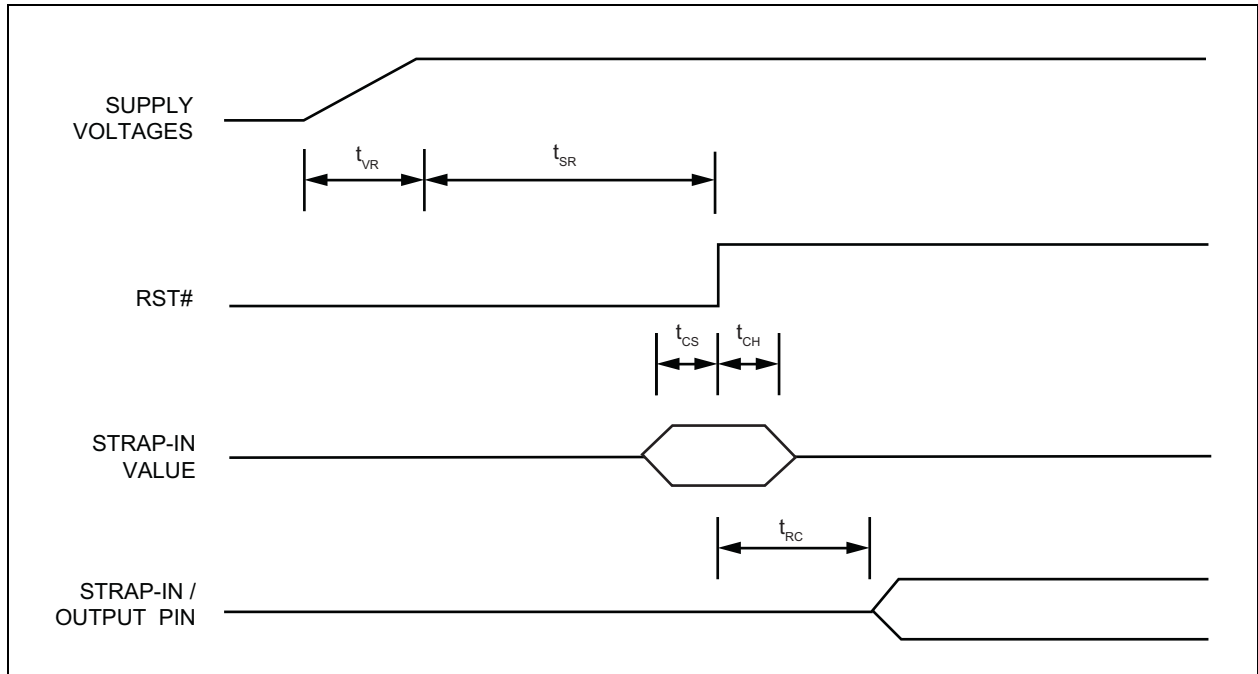 SUPPLY
VOLTAGES
tVR
tSR
RST#
tCS
tCH
STRAP-IN
VALUE
tRC
STRAP-IN /
OUTPUT PIN